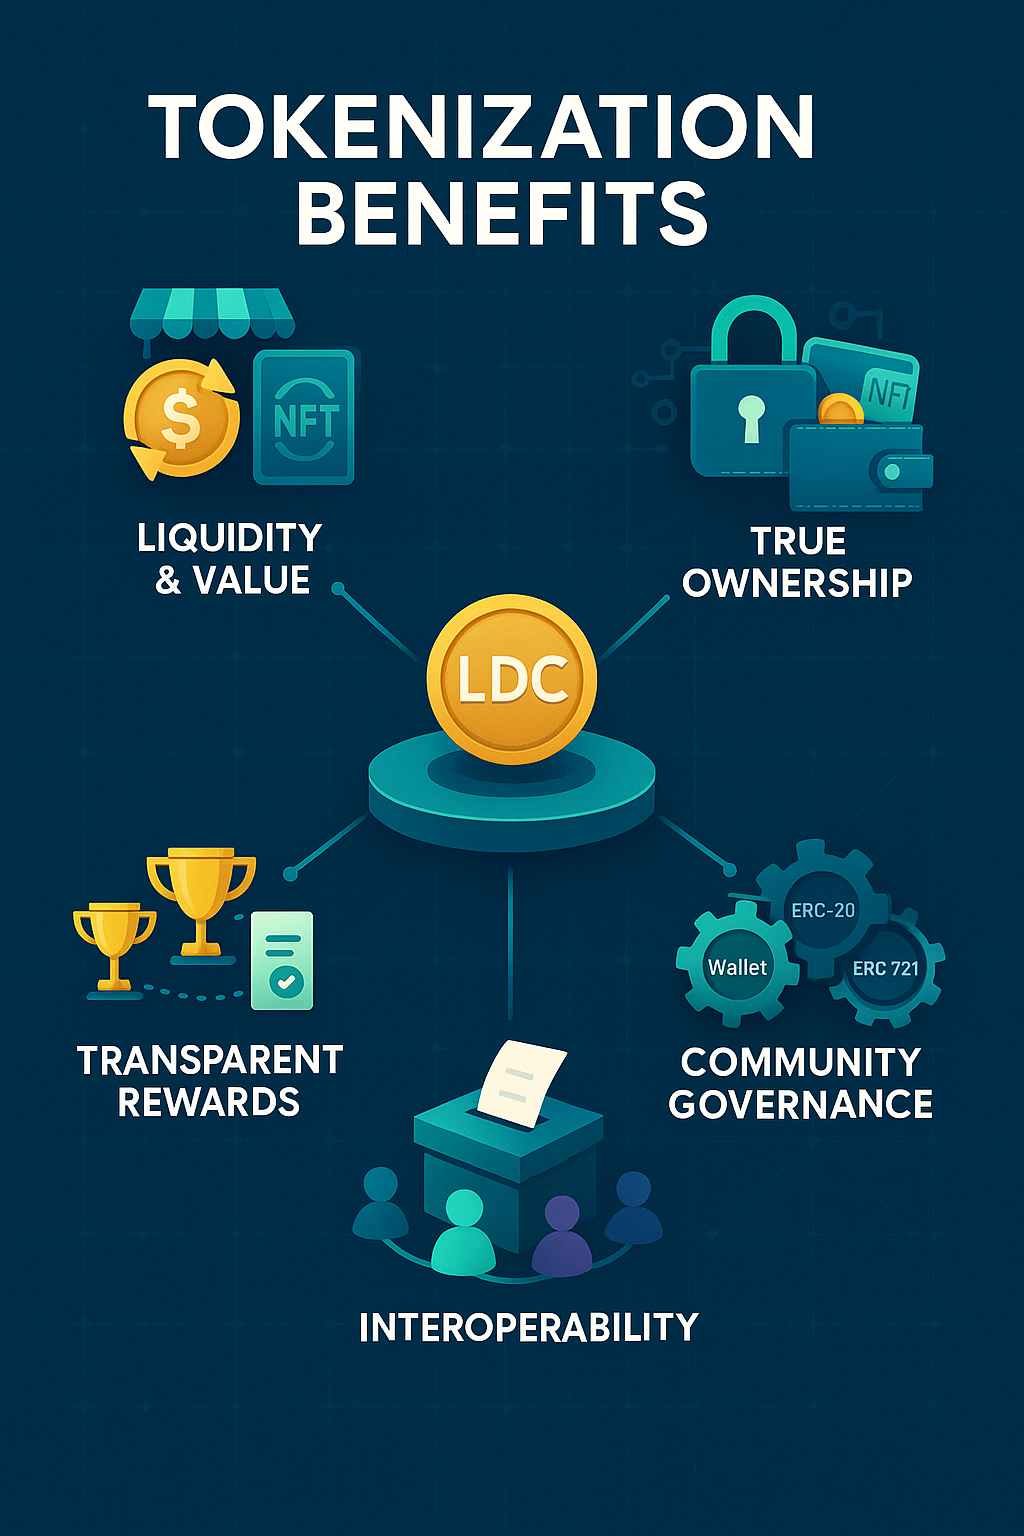 TOKENIZATION
BENEFITS
$
NFT
NFT
LIQUIDITY
& VALUE
TRUE
OWNERSHIP
LDC
ERC-20
Wallet
ERC 721
TRANSPARENT
REWARDS
COMMUNITY
GOVERNANCE
INTEROPERABILITY